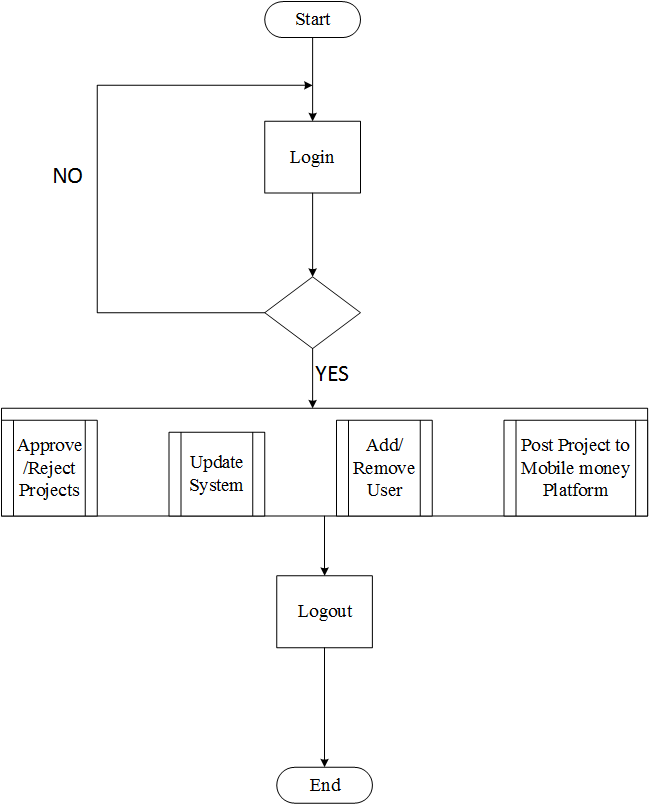 Start
Login
NO
YES
Approve
/Reject
Projects
Update
System
Add/
Remove
User
Post Project to
Mobile money
Platform
Logout
End